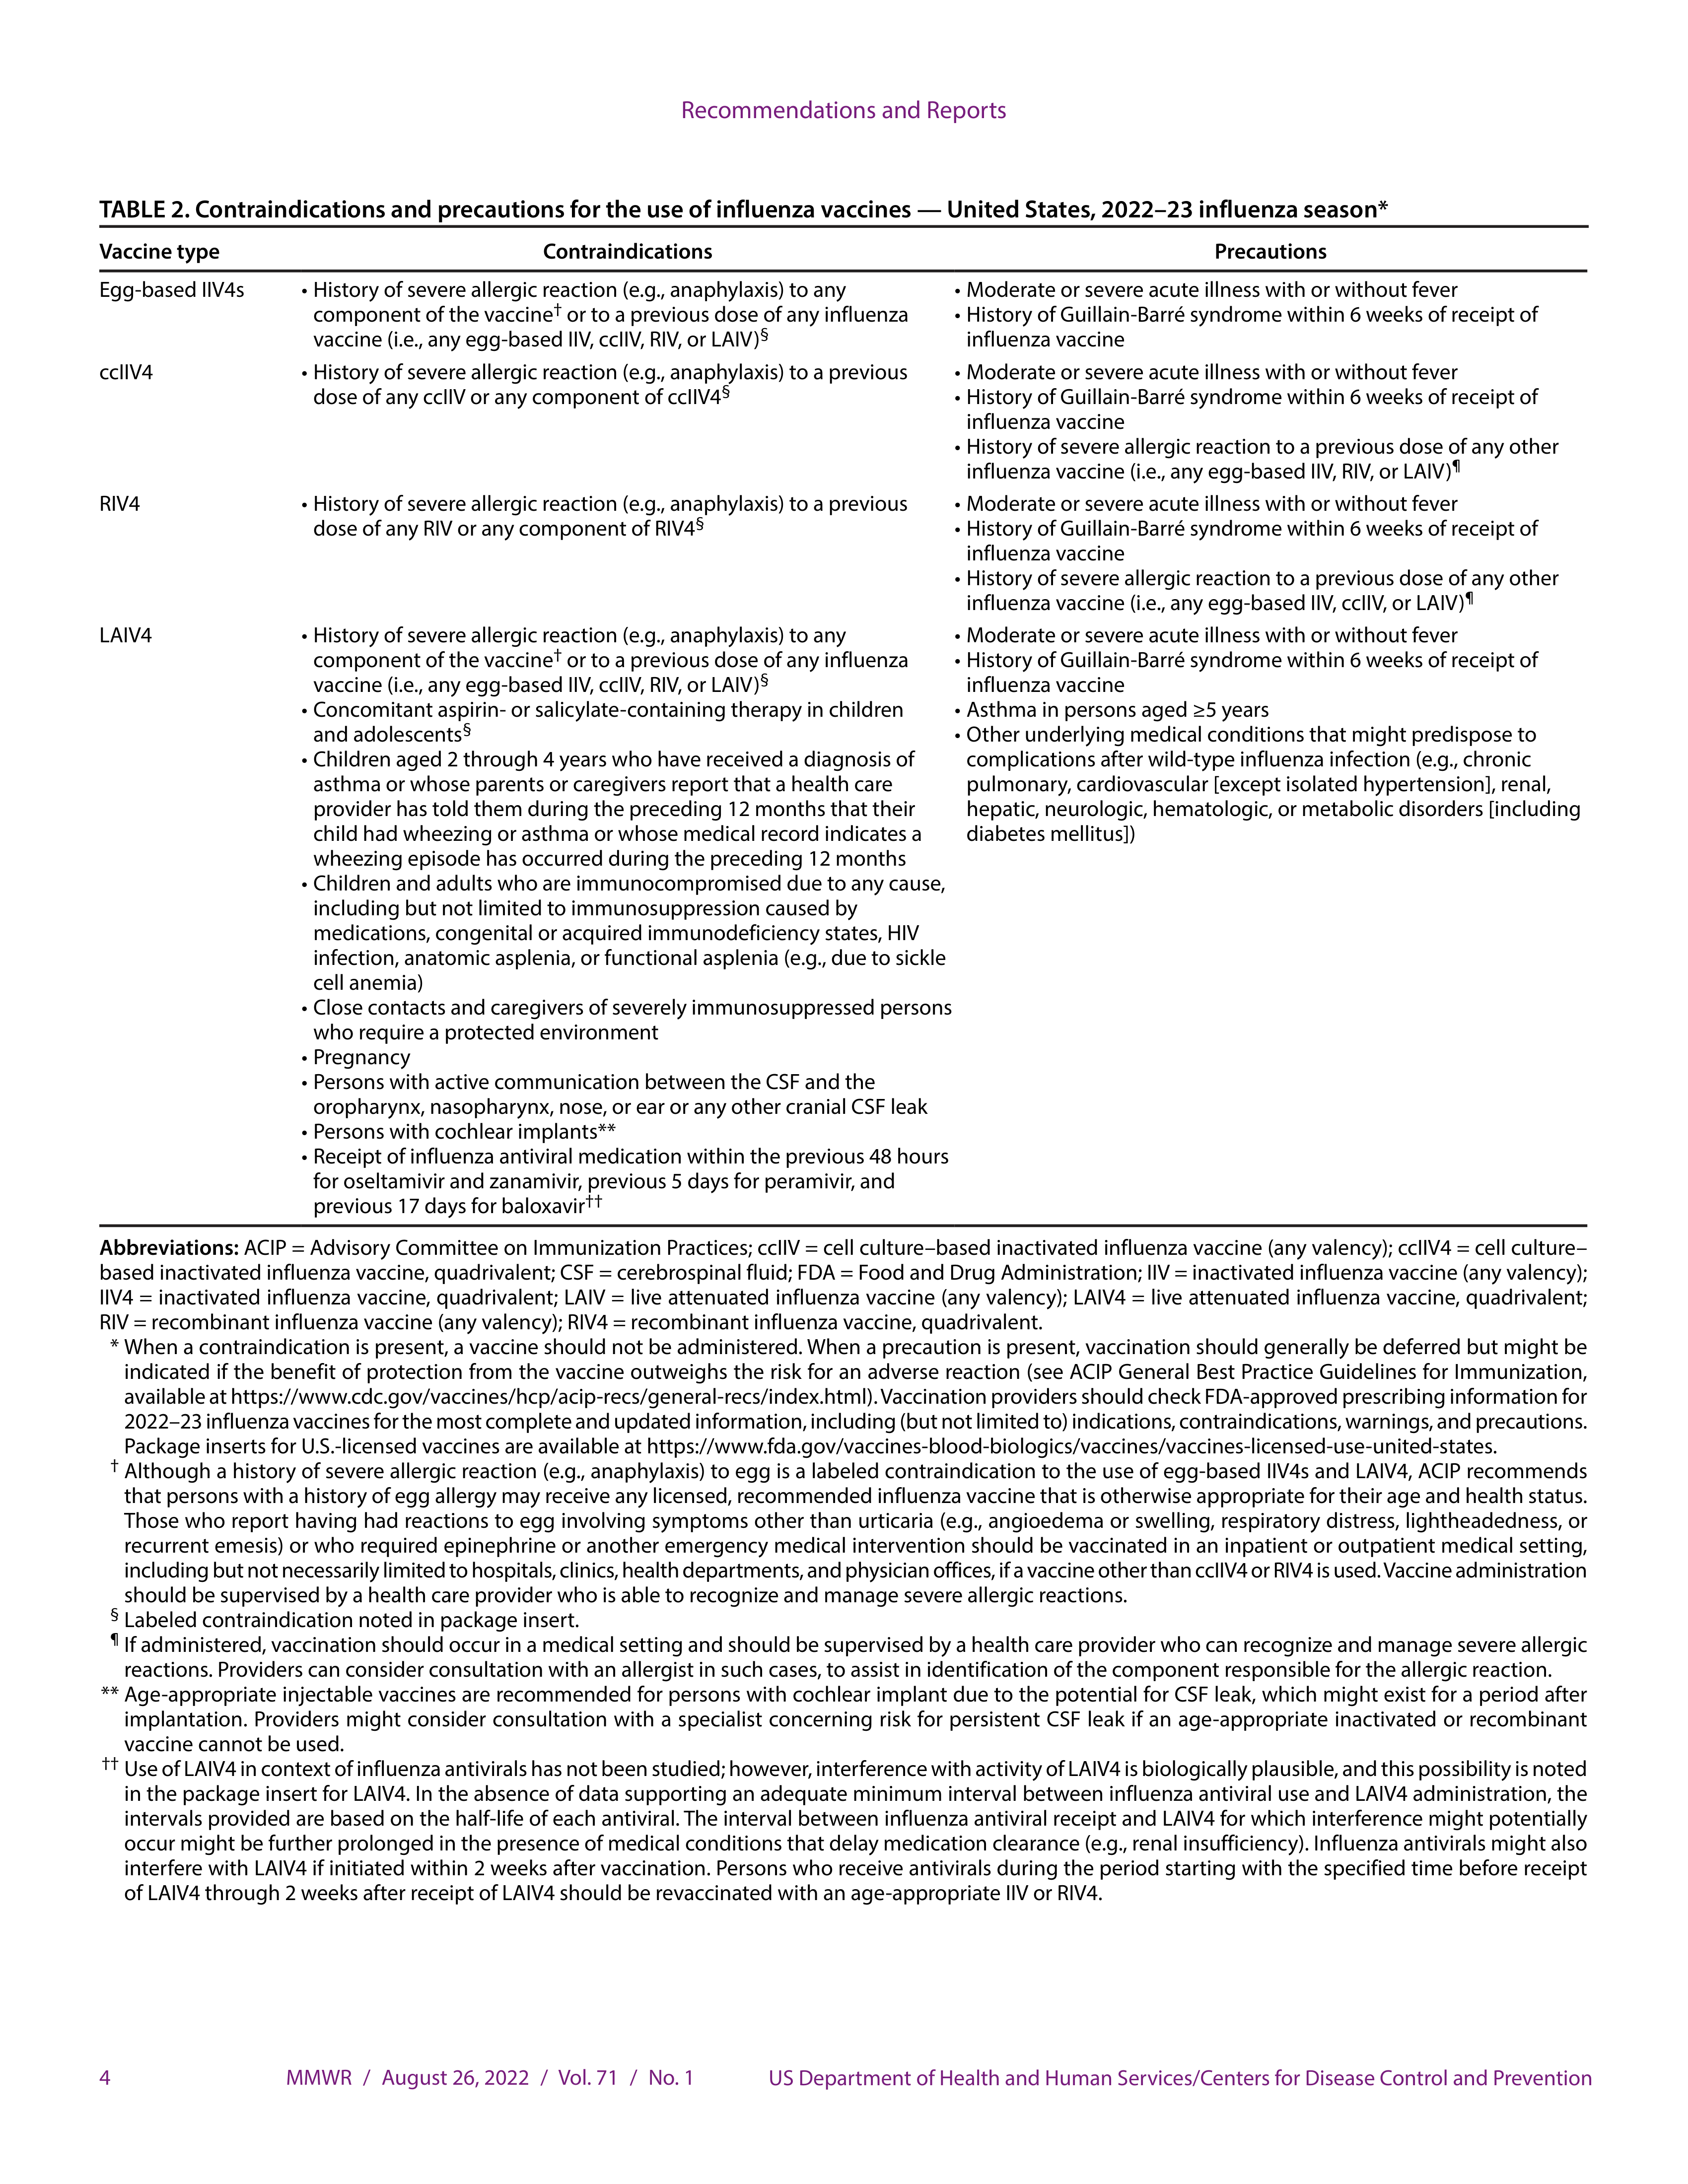 Recommendations and Reports
TABLE 2. Contraindications and precautions for the use of influenza vaccines — United States, 2022–23 influenza season*
Vaccine type Contraindications Precautions
Egg-based IIV4s
• History of severe allergic reaction (e.g., anaphylaxis) to any
component of the vaccine† or to a previous dose of any influenza
vaccine (i.e., any egg-based IIV, ccIIV, RIV, or LAIV)§
• Moderate or severe acute illness with or without fever
• History of Guillain-Barré syndrome within 6 weeks of receipt of
influenza vaccine
ccIIV4
• History of severe allergic reaction (e.g., anaphylaxis) to a previous
dose of any ccIIV or any component of ccIIV4§
• Moderate or severe acute illness with or without fever
• History of Guillain-Barré syndrome within 6 weeks of receipt of
influenza vaccine
• History of severe allergic reaction to a previous dose of any other
influenza vaccine (i.e., any egg-based IIV, RIV, or LAIV)¶
RIV4
• History of severe allergic reaction (e.g., anaphylaxis) to a previous
dose of any RIV or any component of RIV4§
• Moderate or severe acute illness with or without fever
• History of Guillain-Barré syndrome within 6 weeks of receipt of
influenza vaccine
• History of severe allergic reaction to a previous dose of any other
influenza vaccine (i.e., any egg-based IIV, ccIIV, or LAIV)¶
LAIV4
• History of severe allergic reaction (e.g., anaphylaxis) to any
component of the vaccine† or to a previous dose of any influenza
vaccine (i.e., any egg-based IIV, ccIIV, RIV, or LAIV)§
• Concomitant aspirin- or salicylate-containing therapy in children
and adolescents§
• Children aged 2 through 4 years who have received a diagnosis of
asthma or whose parents or caregivers report that a health care
provider has told them during the preceding 12 months that their
child had wheezing or asthma or whose medical record indicates a
wheezing episode has occurred during the preceding 12 months
• Children and adults who are immunocompromised due to any cause,
including but not limited to immunosuppression caused by
medications, congenital or acquired immunodeficiency states, HIV
infection, anatomic asplenia, or functional asplenia (e.g., due to sickle
cell anemia)
• Close contacts and caregivers of severely immunosuppressed persons
who require a protected environment
• Pregnancy
• Persons with active communication between the CSF and the
oropharynx, nasopharynx, nose, or ear or any other cranial CSF leak
• Persons with cochlear implants**
• Receipt of influenza antiviral medication within the previous 48 hours
for oseltamivir and zanamivir, previous 5 days for peramivir, and
previous 17 days for baloxavir††
• Moderate or severe acute illness with or without fever
• History of Guillain-Barré syndrome within 6 weeks of receipt of
influenza vaccine
• Asthma in persons aged ≥5 years
• Other underlying medical conditions that might predispose to
complications after wild-type influenza infection (e.g., chronic
pulmonary, cardiovascular [except isolated hypertension], renal,
hepatic, neurologic, hematologic, or metabolic disorders [including
diabetes mellitus])
Abbreviations: ACIP = Advisory Committee on Immunization Practices; ccIIV = cell culture–based inactivated influenza vaccine (any valency); ccIIV4 = cell culture–
based inactivated influenza vaccine, quadrivalent; CSF = cerebrospinal fluid; FDA = Food and Drug Administration; IIV = inactivated influenza vaccine (any valency);
IIV4 = inactivated influenza vaccine, quadrivalent; LAIV = live attenuated influenza vaccine (any valency); LAIV4 = live attenuated influenza vaccine, quadrivalent;
RIV = recombinant influenza vaccine (any valency); RIV4 = recombinant influenza vaccine, quadrivalent.
* When a contraindication is present, a vaccine should not be administered. When a precaution is present, vaccination should generally be deferred but might be
indicated if the benefit of protection from the vaccine outweighs the risk for an adverse reaction (see ACIP General Best Practice Guidelines for Immunization,
available at https://www.cdc.gov/vaccines/hcp/acip-recs/general-recs/index.html). Vaccination providers should check FDA-approved prescribing information for
2022–23 influenza vaccines for the most complete and updated information, including (but not limited to) indications, contraindications, warnings, and precautions.
Package inserts for U.S.-licensed vaccines are available at https://www.fda.gov/vaccines-blood-biologics/vaccines/vaccines-licensed-use-united-states.
† Although a history of severe allergic reaction (e.g., anaphylaxis) to egg is a labeled contraindication to the use of egg-based IIV4s and LAIV4, ACIP recommends
that persons with a history of egg allergy may receive any licensed, recommended influenza vaccine that is otherwise appropriate for their age and health status.
Those who report having had reactions to egg involving symptoms other than urticaria (e.g., angioedema or swelling, respiratory distress, lightheadedness, or
recurrent emesis) or who required epinephrine or another emergency medical intervention should be vaccinated in an inpatient or outpatient medical setting,
including but not necessarily limited to hospitals, clinics, health departments, and physician offices, if a vaccine other than ccIIV4 or RIV4 is used. Vaccine administration
should be supervised by a health care provider who is able to recognize and manage severe allergic reactions.
§ Labeled contraindication noted in package insert.
¶ If administered, vaccination should occur in a medical setting and should be supervised by a health care provider who can recognize and manage severe allergic
reactions. Providers can consider consultation with an allergist in such cases, to assist in identification of the component responsible for the allergic reaction.
** Age-appropriate injectable vaccines are recommended for persons with cochlear implant due to the potential for CSF leak, which might exist for a period after
implantation. Providers might consider consultation with a specialist concerning risk for persistent CSF leak if an age-appropriate inactivated or recombinant
vaccine cannot be used.
†† Use of LAIV4 in context of influenza antivirals has not been studied; however, interference with activity of LAIV4 is biologically plausible, and this possibility is noted
in the package insert for LAIV4. In the absence of data supporting an adequate minimum interval between influenza antiviral use and LAIV4 administration, the
intervals provided are based on the half-life of each antiviral. The interval between influenza antiviral receipt and LAIV4 for which interference might potentially
occur might be further prolonged in the presence of medical conditions that delay medication clearance (e.g., renal insufficiency). Influenza antivirals might also
interfere with LAIV4 if initiated within 2 weeks after vaccination. Persons who receive antivirals during the period starting with the specified time before receipt
of LAIV4 through 2 weeks after receipt of LAIV4 should be revaccinated with an age-appropriate IIV or RIV4.
4 MMWR / August 26, 2022 / Vol. 71 / No. 1 US Department of Health and Human Services/Centers for Disease Control and Prevention